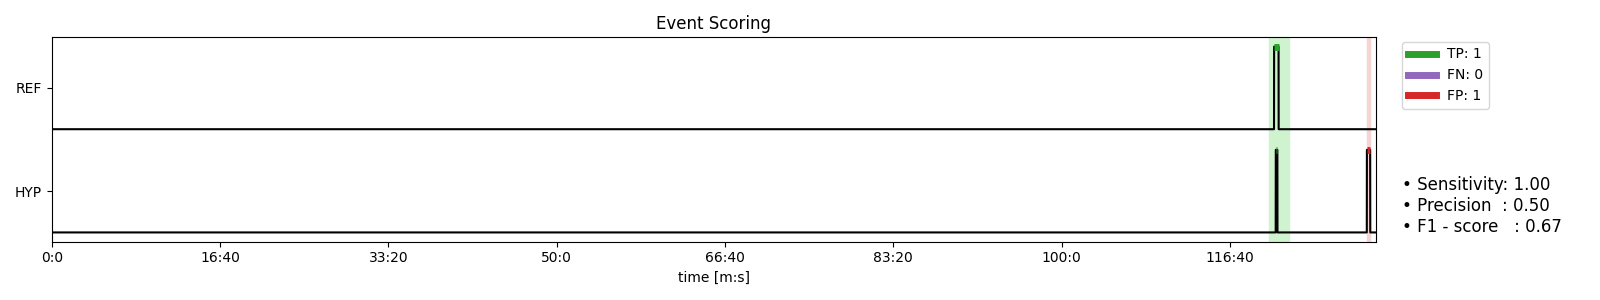 Event Scoring
REF
HYP
0:0
16:40
33:20
50:0
66:40
83:20
100:0
116:40
time [m:s]
TP: 1
FN: 0
FP: 1
• Sensitivity: 1.00
• Precision : 0.50
• F1 - score : 0.67